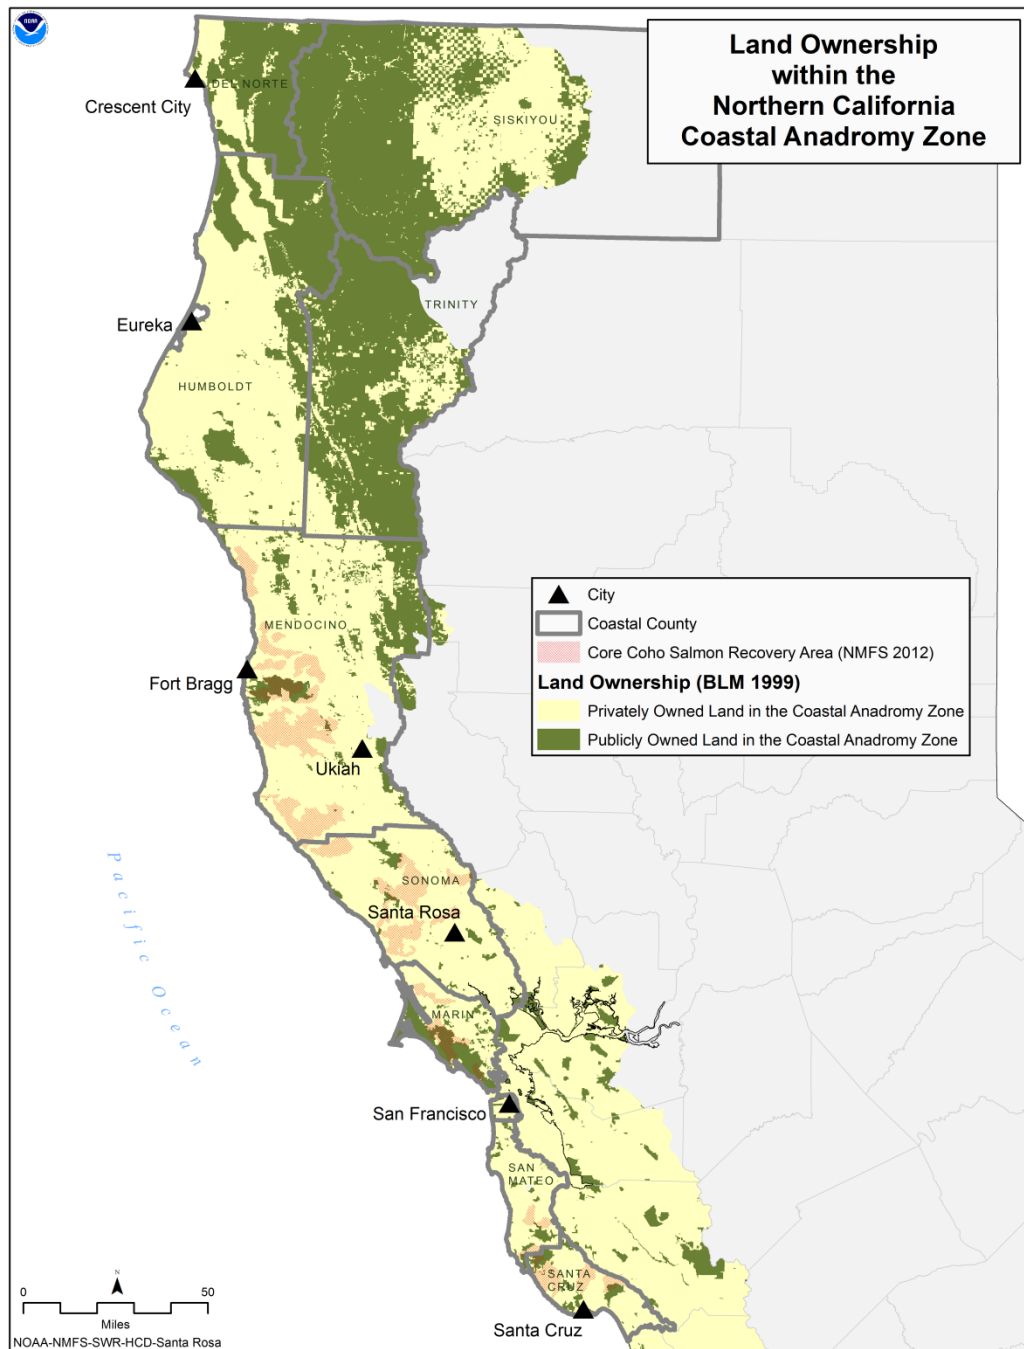 NOAA
Land Ownership
within the
Northern California
Coastal Anadromy Zone
DEL NORTE
Crescent City
SISKIYOU
TRINITY
Eureka
HUMBOLDT
City
Coastal County
Core Coho Salmon Recovery Area (NMFS 2012)
Land Ownership (BLM 1999)
Privately Owned Land in the Coastal Anadromy Zone
Publicly Owned Land in the Coastal Anadromy Zone
MENDOCINO
Fort Bragg
Ukiah
SONOMA
Santa Rosa
Pacific Ocean
MARIN
San Francisco
SAN
MATEO
SANTA
CRUZ
Santa Cruz
N
0 50
Miles
NOAA-NMFS-SWR-HCD-Santa Rosa